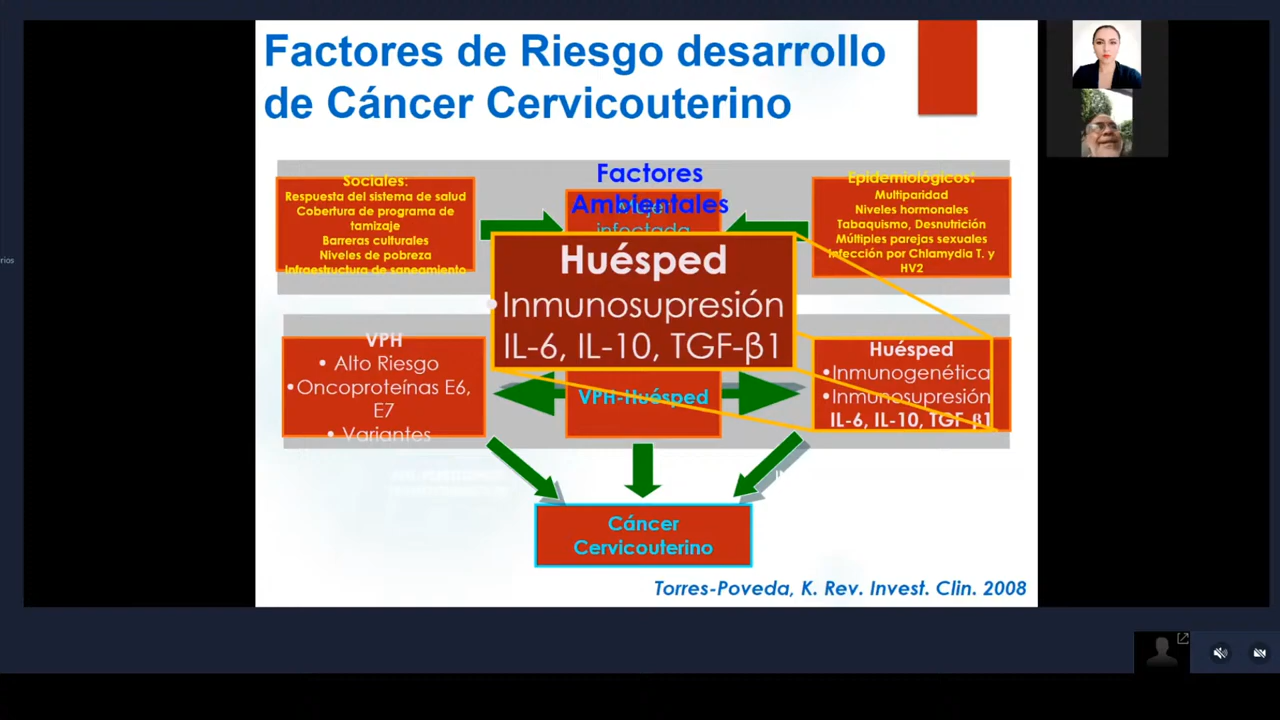 Factores de Riesgo desarrollo
de Cáncer Cervicouterino
Factores
Ambientales
Sociales:
Respuesta del sistema de salud
Cobertura de programa de
tamizaje
Barreras culturales
Niveles de pobreza
Infraestructura de saneamiento
Mujer
infectada
Epidemiológicos:
Multiparidad
Niveles hormonales
Tabaquismo, Desnutrición
Múltiples parejas sexuales
Infección por Chlamydia T. y
HV2
Huésped
•Inmunosupresión
IL-6, IL-10, TGF-β1
VPH
• Alto Riesgo
•Oncoproteínas E6,
E7
• Variantes
VPH-Huésped
Huésped
•Inmunogenética
•Inmunosupresión
IL-6, IL-10, TGF-β1
Cáncer
Cervicouterino
Torres-Poveda, K. Rev. Invest. Clin. 2008
rios